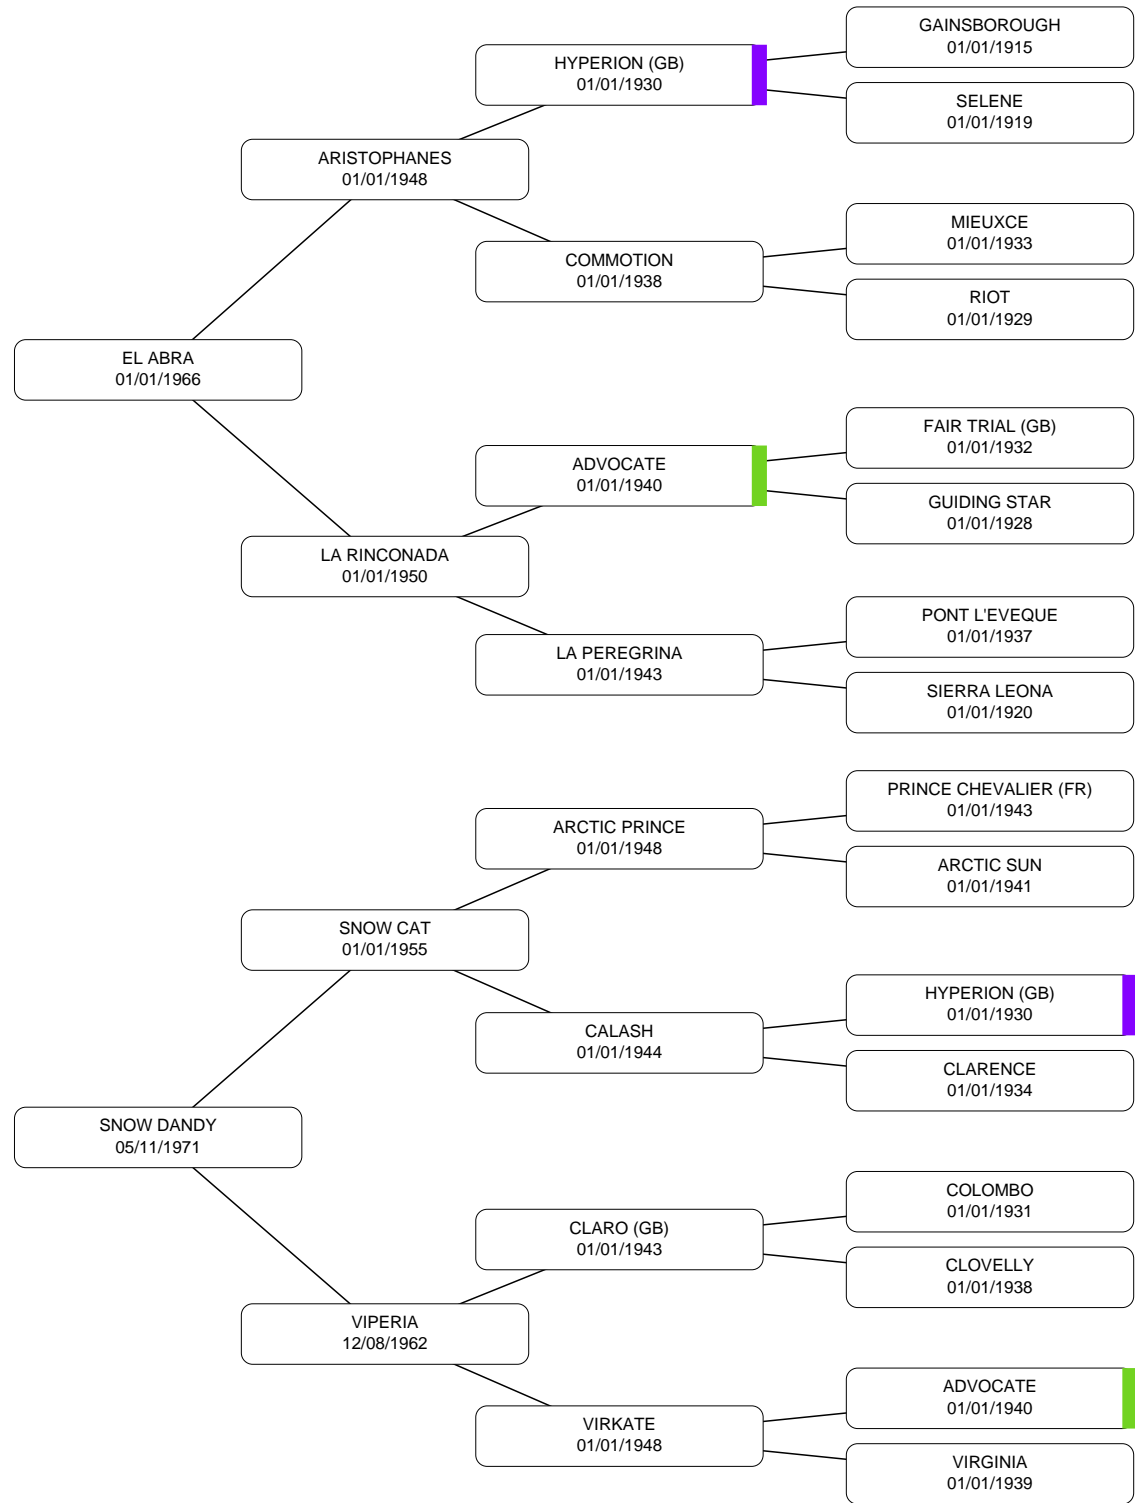 GAINSBOROUGH
01/01/1915
HYPERION (GB)
01/01/1930
SELENE
01/01/1919
ARISTOPHANES
01/01/1948
MIEUXCE
01/01/1933
COMMOTION
01/01/1938
RIOT
01/01/1929
EL ABRA
01/01/1966
FAIR TRIAL (GB)
01/01/1932
ADVOCATE
01/01/1940
GUIDING STAR
01/01/1928
LA RINCONADA
01/01/1950
PONT L'EVEQUE
01/01/1937
LA PEREGRINA
01/01/1943
SIERRA LEONA
01/01/1920
PRINCE CHEVALIER (FR)
01/01/1943
ARCTIC PRINCE
01/01/1948
ARCTIC SUN
01/01/1941
SNOW CAT
01/01/1955
HYPERION (GB)
01/01/1930
CALASH
01/01/1944
CLARENCE
01/01/1934
SNOW DANDY
05/11/1971
COLOMBO
01/01/1931
CLARO (GB)
01/01/1943
CLOVELLY
01/01/1938
VIPERIA
12/08/1962
ADVOCATE
01/01/1940
VIRKATE
01/01/1948
VIRGINIA
01/01/1939